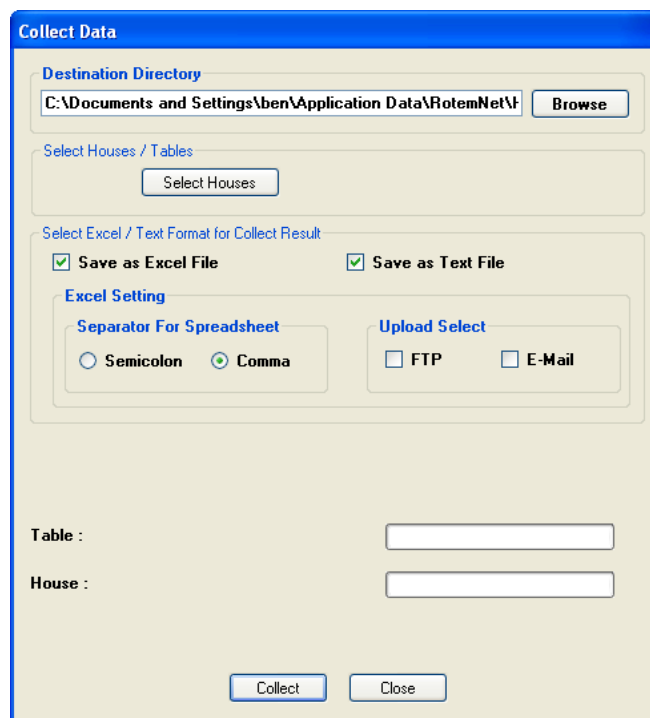 Collect Data
Destination Directory
C:\Documents and Settings\ben\Application Data\RotemNet\H
Browse
Select Houses / Tables
Select Houses
Select Excel / Text Format for Collect Result
Save as Excel File Save as Text File
Excel Setting
Separator For Spreadsheet Upload Select
Semicolon Comma FTP E-Mail
Table :
House :
Collect Close